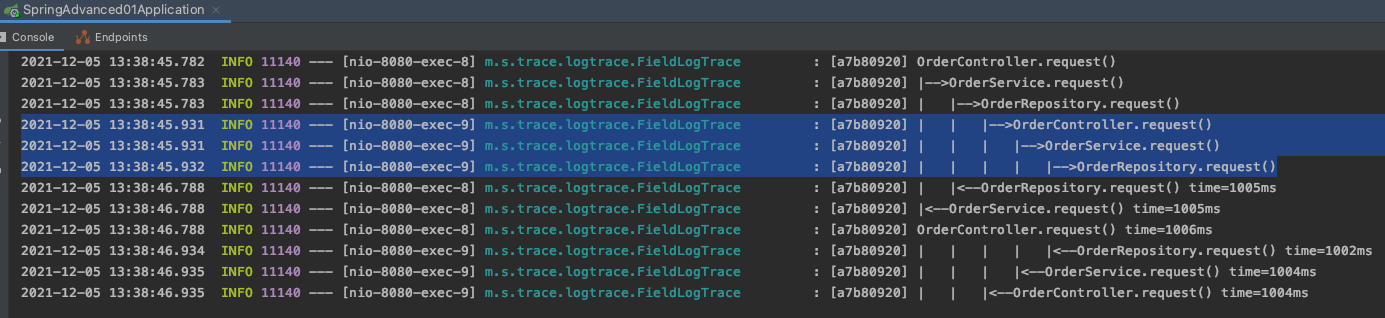 SpringAdvanced01Application ×
Console Endpoints
2021-12-05 13:38:45.782  INFO 11140 --- [nio-8080-exec-8] m.s.trace.logtrace.FieldLogTrace         : [a7b80920] OrderController.request()
2021-12-05 13:38:45.783  INFO 11140 --- [nio-8080-exec-8] m.s.trace.logtrace.FieldLogTrace         : [a7b80920] |-->OrderService.request()
2021-12-05 13:38:45.783  INFO 11140 --- [nio-8080-exec-8] m.s.trace.logtrace.FieldLogTrace         : [a7b80920] |   |-->OrderRepository.request()
2021-12-05 13:38:45.931  INFO 11140 --- [nio-8080-exec-9] m.s.trace.logtrace.FieldLogTrace         : [a7b80920] |   |   |-->OrderController.request()
2021-12-05 13:38:45.931  INFO 11140 --- [nio-8080-exec-9] m.s.trace.logtrace.FieldLogTrace         : [a7b80920] |   |   |   |-->OrderService.request()
2021-12-05 13:38:45.932  INFO 11140 --- [nio-8080-exec-9] m.s.trace.logtrace.FieldLogTrace         : [a7b80920] |   |   |   |   |-->OrderRepository.request()
2021-12-05 13:38:46.788  INFO 11140 --- [nio-8080-exec-8] m.s.trace.logtrace.FieldLogTrace         : [a7b80920] |   |<--OrderRepository.request() time=1005ms
2021-12-05 13:38:46.788  INFO 11140 --- [nio-8080-exec-8] m.s.trace.logtrace.FieldLogTrace         : [a7b80920] |<--OrderService.request() time=1005ms
2021-12-05 13:38:46.788  INFO 11140 --- [nio-8080-exec-8] m.s.trace.logtrace.FieldLogTrace         : [a7b80920] OrderController.request() time=1006ms
2021-12-05 13:38:46.934  INFO 11140 --- [nio-8080-exec-9] m.s.trace.logtrace.FieldLogTrace         : [a7b80920] |   |   |   |   |<--OrderRepository.request() time=1002ms
2021-12-05 13:38:46.935  INFO 11140 --- [nio-8080-exec-9] m.s.trace.logtrace.FieldLogTrace         : [a7b80920] |   |   |   |<--OrderService.request() time=1004ms
2021-12-05 13:38:46.935  INFO 11140 --- [nio-8080-exec-9] m.s.trace.logtrace.FieldLogTrace         : [a7b80920] |   |   |<--OrderController.request() time=1004ms